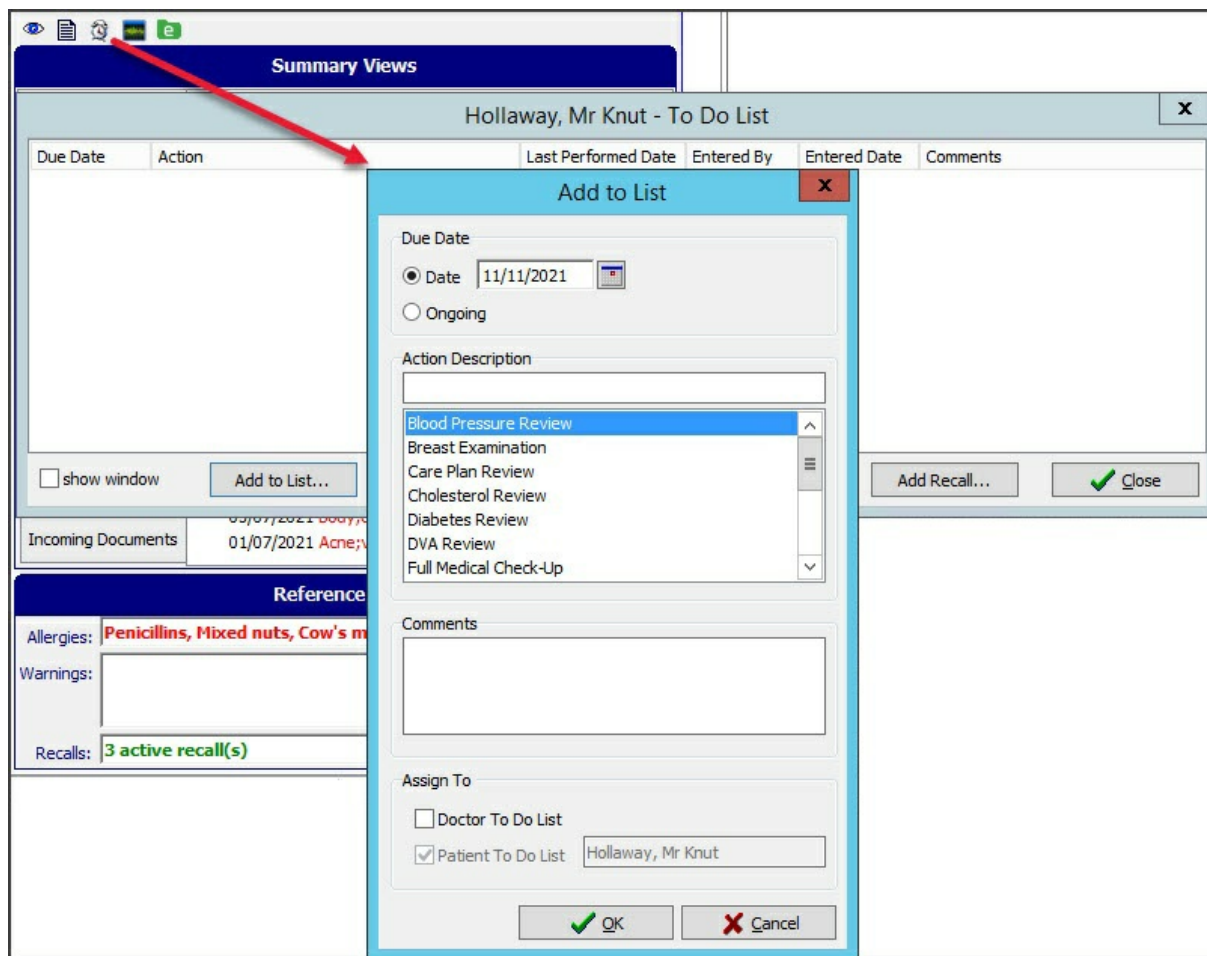 e
Summary Views
Hollaway, Mr Knut - To Do List
x
Due Date Action Last Performed Date Entered By Entered Date Comments
Add to List
x
Due Date
Date 11/11/2021
Ongoing
Action Description
Blood Pressure Review
Breast Examination
Care Plan Review
Cholesterol Review
Diabetes Review
DVA Review
Full Medical Check-Up
show window Add to List... Add Recall... Close
Incoming Documents
01/07/2021 Acne;
Reference
Allergies: Penicillins, Mixed nuts, Cow's
Warnings:
Recalls: 3 active recall(s)
Comments
Assign To
Doctor To Do List
Patient To Do List Hollaway, Mr Knut
OK Cancel